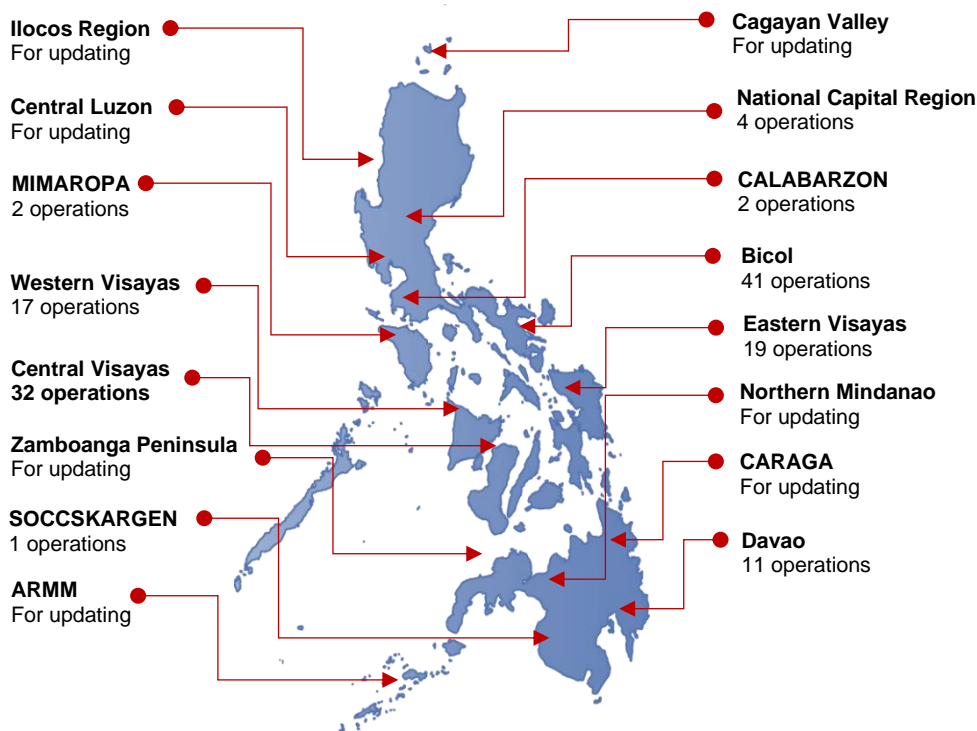 Ilocos Region
For updating
Central Luzon
For updating
MIMAROPA
2 operations
Western Visayas
17 operations
Central Visayas
32 operations
Zamboanga Peninsula
For updating
SOCCSKARGEN
1 operations
ARMM
For updating
Cagayan Valley
For updating
National Capital Region
4 operations
CALABARZON
2 operations
Bicol
41 operations
Eastern Visayas
19 operations
Northern Mindanao
For updating
CARAGA
For updating
Davao
11 operations